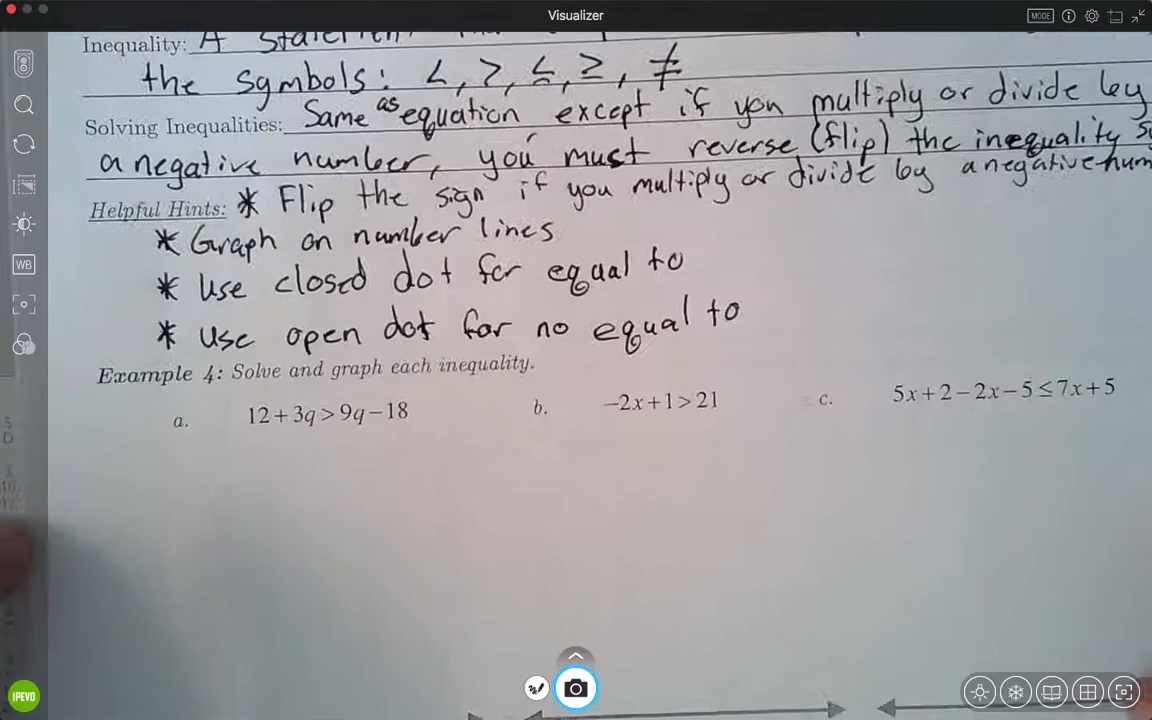 Visualizer
MODE
Inequality: A
the symbols: <, >, ≤, ≥, ≠
Solving Inequalities: Same as equation except if you multiply or divide by
a negative number, you must reverse (flip) the inequality
Helpful Hints: * Flip the sign if you multiply or divide by a negative
* Graph on number lines
* Use closed dot for equal to
* Use open dot for no equal to
Example 4: Solve and graph each inequality.
a. 12+3q>9q−18 b. −2x+1>21 c. 5x+2−2x−5≤7x+5
WB
IPEVO